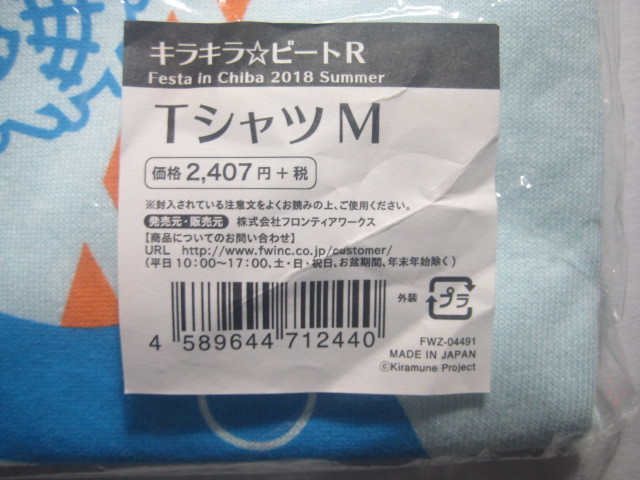 キラキラ☆ビートR
Festa in Chiba 2018 Summer
TシャツM
価格 2,407円+税
※封入されている注意文をよくお読みの上、ご使用ください。
発売元・販売元 株式会社フロンティアワークス
【商品についてのお問い合わせ】
URL http://www.fwinc.co.jp/customer/
(平日10:00〜17:00、土・日・祝日、お盆期間、年末年始除く)
外装 プラ
4 589644 712440
FWZ-04491
MADE IN JAPAN
©Kiramune Project